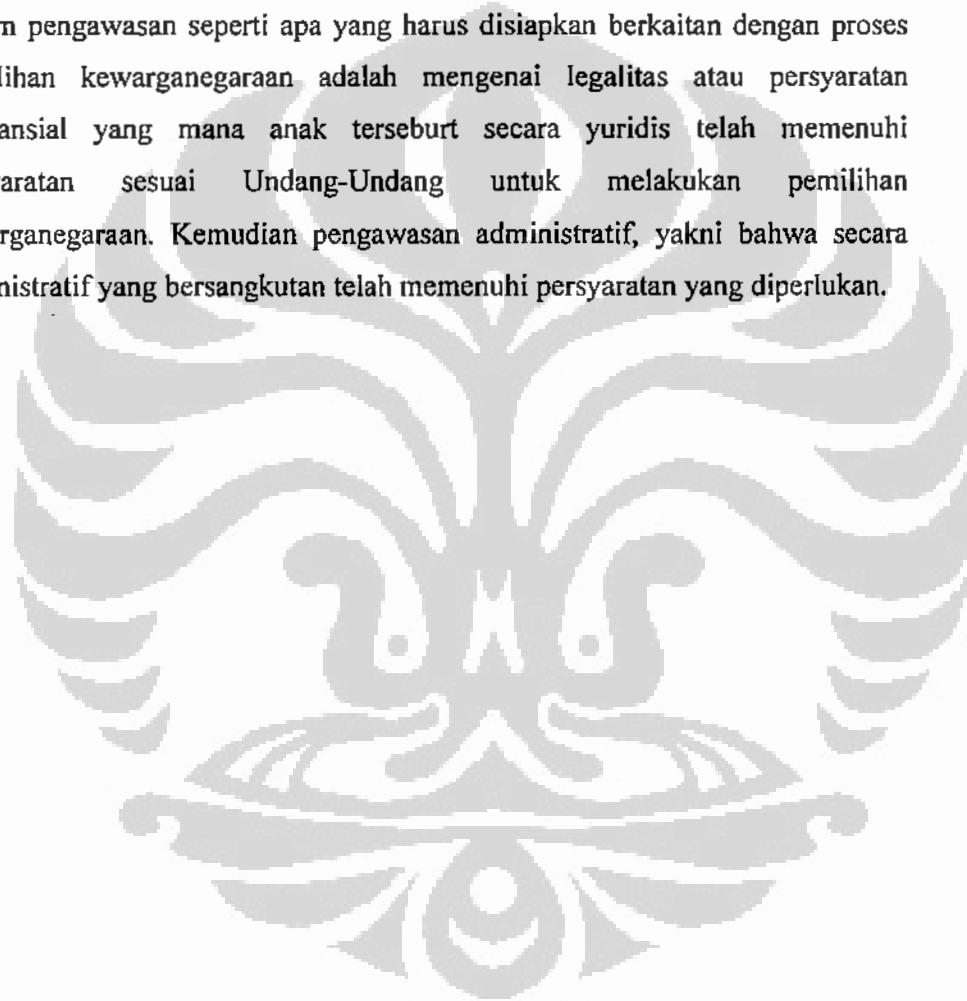 n pengawasan seperti apa yang harus disiapkan berkaitan dengan proses
lihan kewarganegaraan adalah mengenai legalitas atau persyaratan
ansial yang mana anak terseburt secara yuridis telah memenuhi
aratan sesuai Undang-Undang untuk melakukan pemilihan
rganegaraan. Kemudian pengawasan administratif, yakni bahwa secara
nistratif yang bersangkutan telah memenuhi persyaratan yang diperlukan.